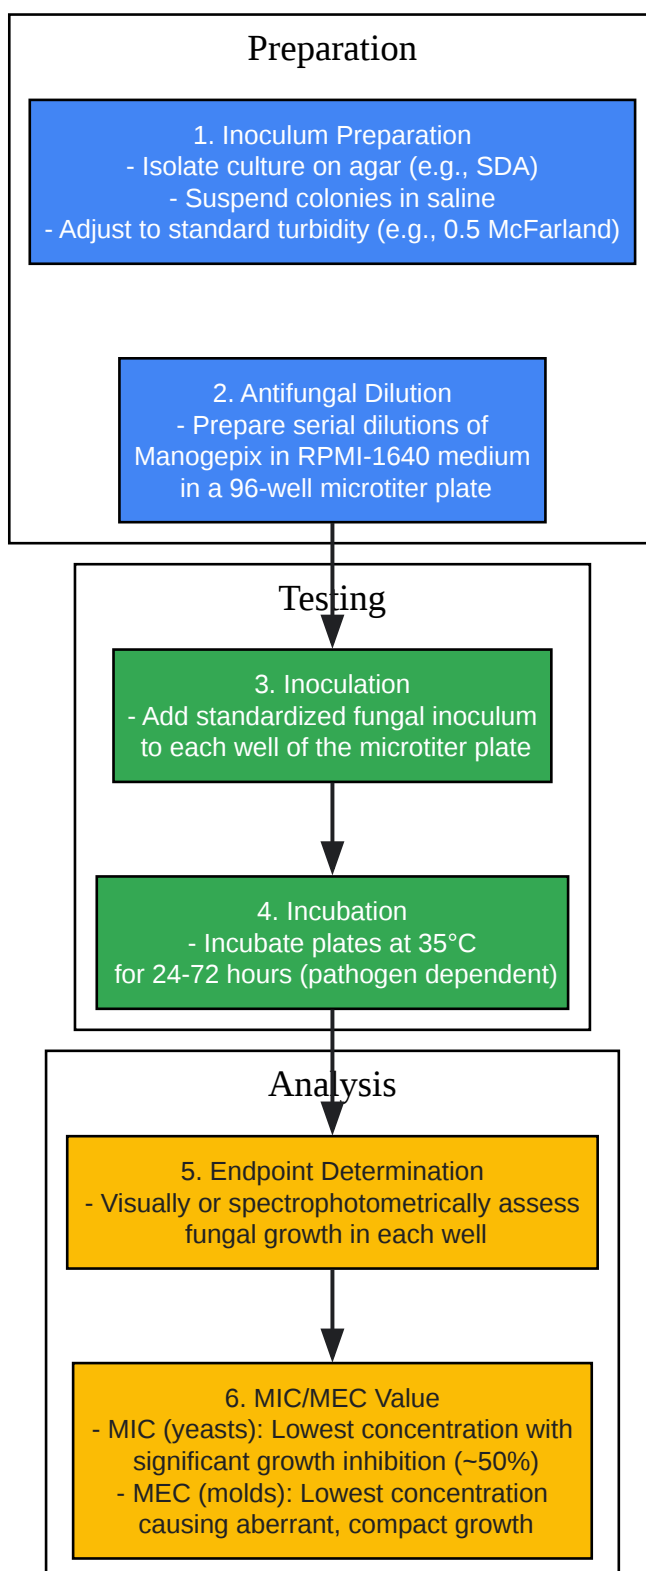 Preparation
1. Inoculum Preparation
- Isolate culture on agar (e.g., SDA)
- Suspend colonies in saline
- Adjust to standard turbidity (e.g., 0.5 McFarland)
2. Antifungal Dilution
- Prepare serial dilutions of
Manogepix in RPMI-1640 medium
in a 96-well microtiter plate
Testing
3. Inoculation
- Add standardized fungal inoculum
to each well of the microtiter plate
4. Incubation
- Incubate plates at 35°C
for 24-72 hours (pathogen dependent)
Analysis
5. Endpoint Determination
- Visually or spectrophotometrically assess
fungal growth in each well
6. MIC/MEC Value
- MIC (yeasts): Lowest concentration with
significant growth inhibition (~50%)
- MEC (molds): Lowest concentration
causing aberrant, compact growth